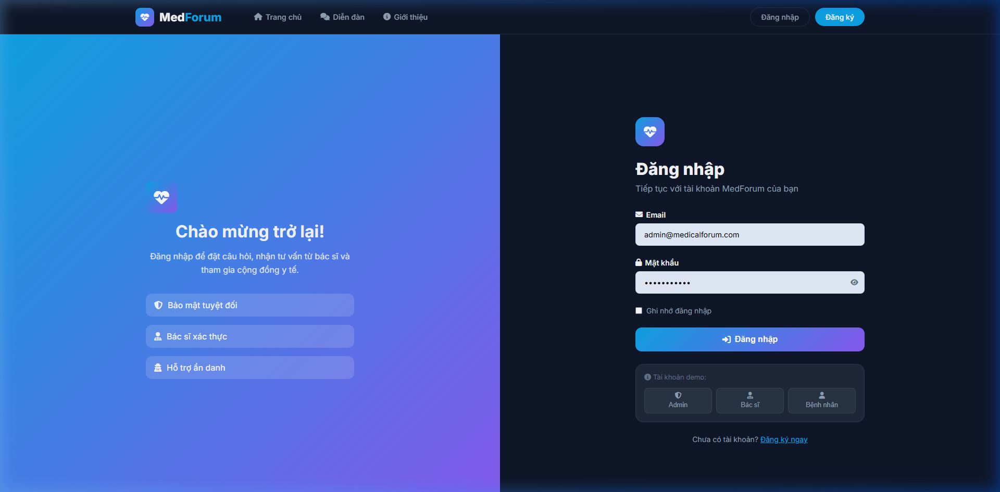 MedForum
Trang chủ
Diễn đàn
Giới thiệu
Đăng nhập
Đăng ký
Chào mừng trở lại!
Đăng nhập để đặt câu hỏi, nhận tư vấn từ bác sĩ và
tham gia cộng đồng y tế.
Bảo mật tuyệt đối
Bác sĩ xác thực
Hỗ trợ ẩn danh
Đăng nhập
Tiếp tục với tài khoản MedForum của bạn
Email
admin@medicalforum.com
Mật khẩu
•••••••••••
Ghi nhớ đăng nhập
Đăng nhập
Tài khoản demo:
Admin
Bác sĩ
Bệnh nhân
Chưa có tài khoản? Đăng ký ngay